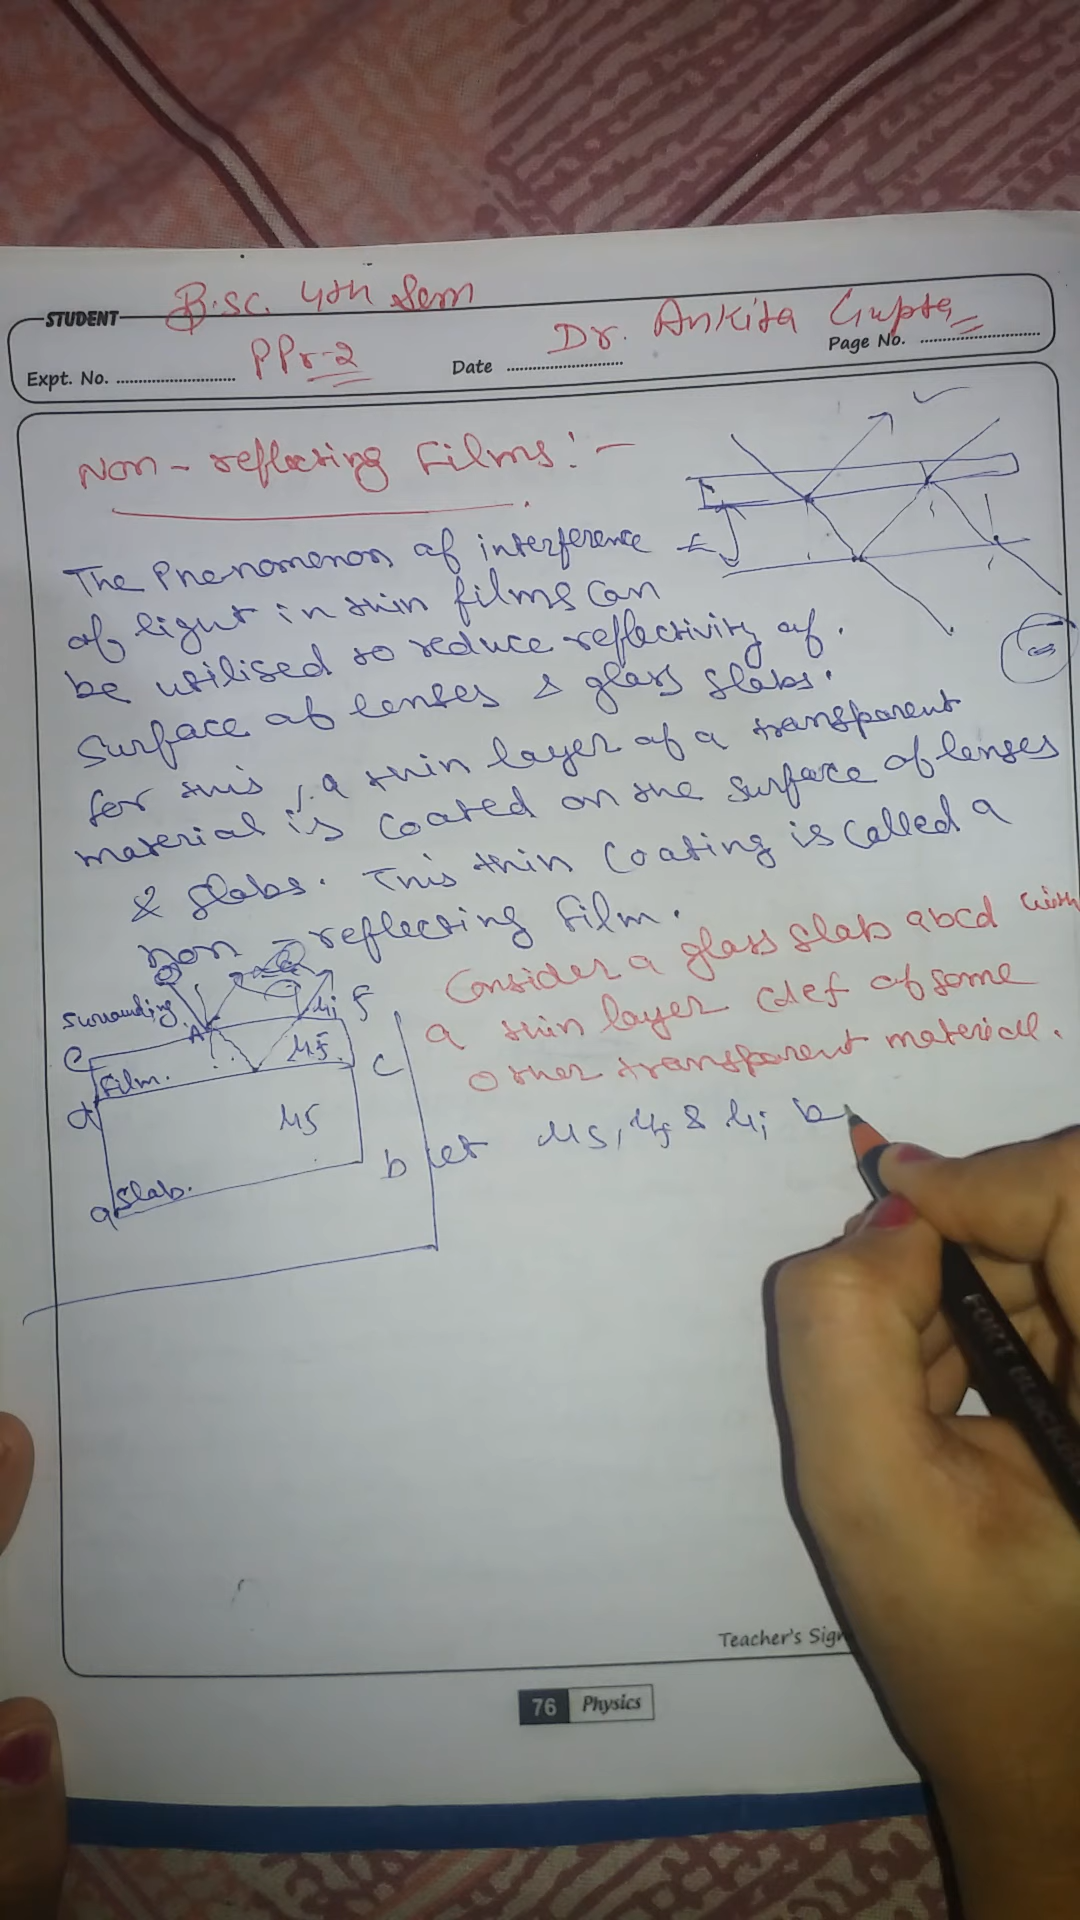 B.sc. 4th Sem
STUDENT
Dr. Ankita Gupta
PPr-2
Expt. No. Date Page No.
Non - reflecting Films :-
The Phenomenon of interference
of light in thin films can
be utilised to reduce reflectivity of
Surface of lenses & glass slabs.
for this, a thin layer of a transparent
material is coated on the surface of lenses
& slabs. This thin coating is called a
non - reflecting film.
Consider a glass slab abcd with
a thin layer cdef of some
other transparent material.
Surrounding
A
μi
f
e
film.
μf
c
d
μs
b
a
Slab.
t
let μs, μf & μi b
Teacher's Sign
76 Physics
FORT BLACK